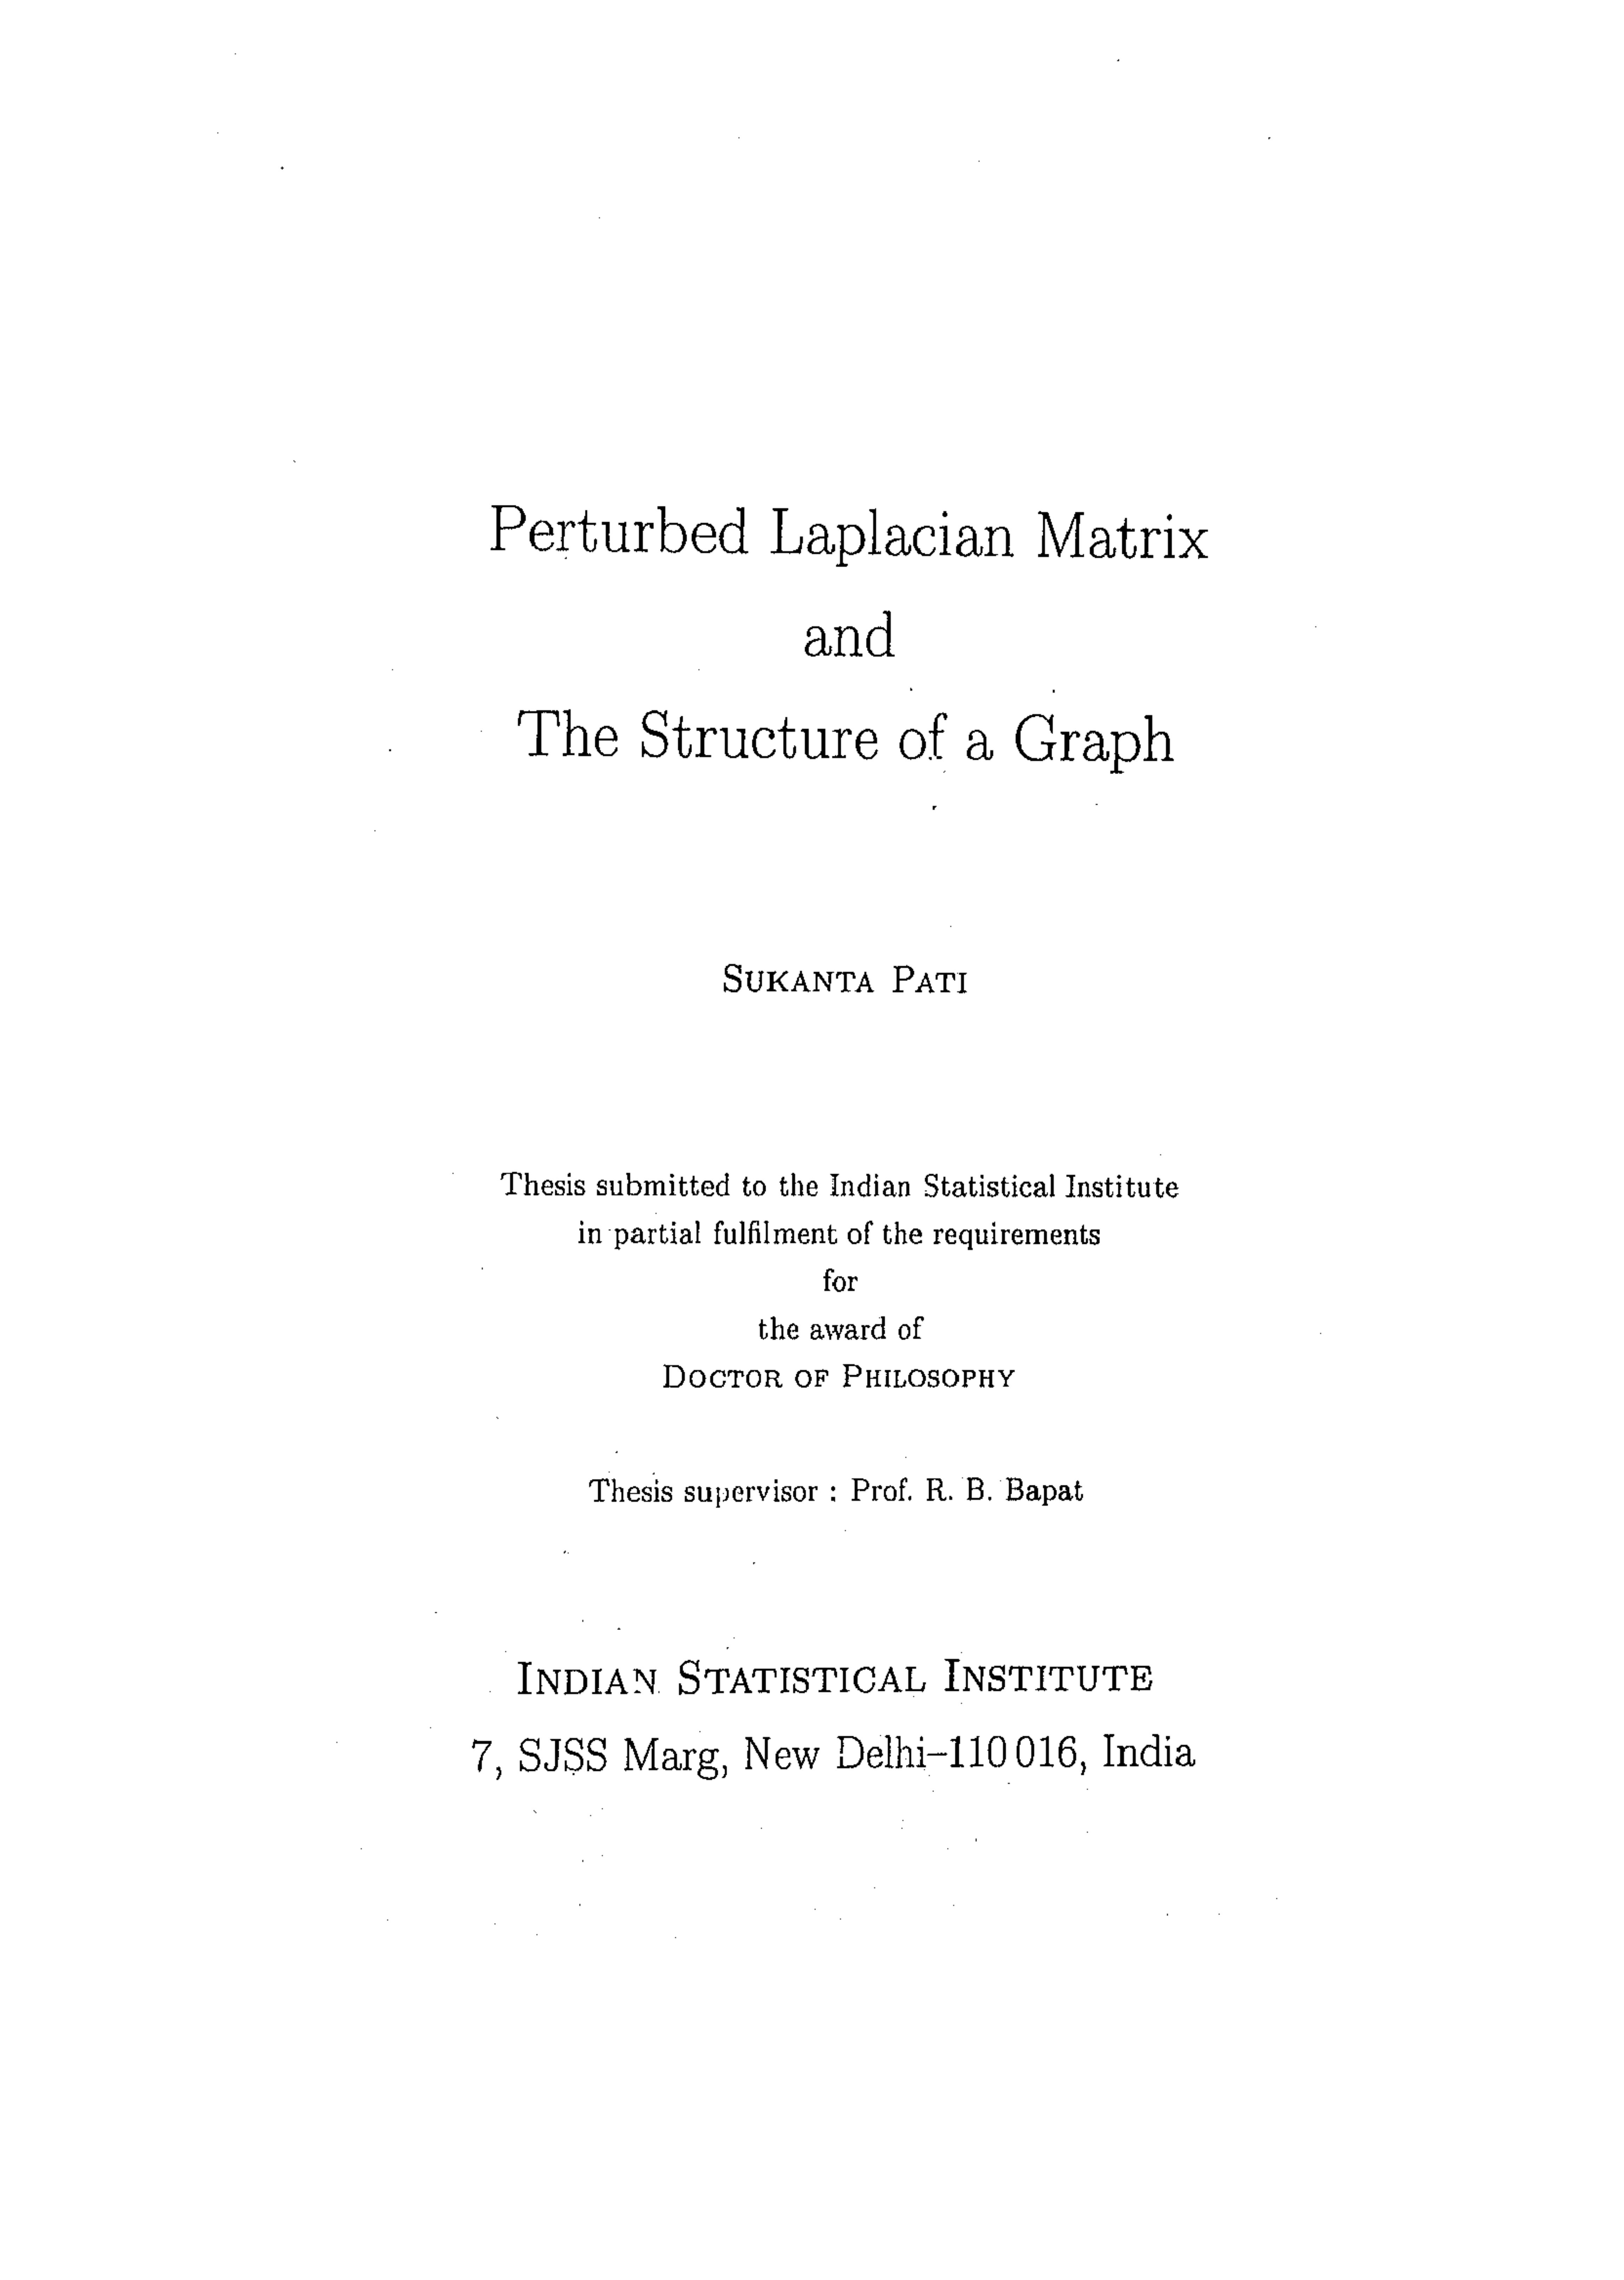 Perturbed Laplacian Matrix
and
The Structure of a Graph
SUKANTA PATI
Thesis submitted to the Indian Statistical Institute
in partial fulfilment of the requirements
for
the award of
DOCTOR OF PHILOSOPHY
Thesis supervisor : Prof. R. B. Bapat
INDIAN STATISTICAL INSTITUTE
7, SJSS Marg, New Delhi–110 016, India